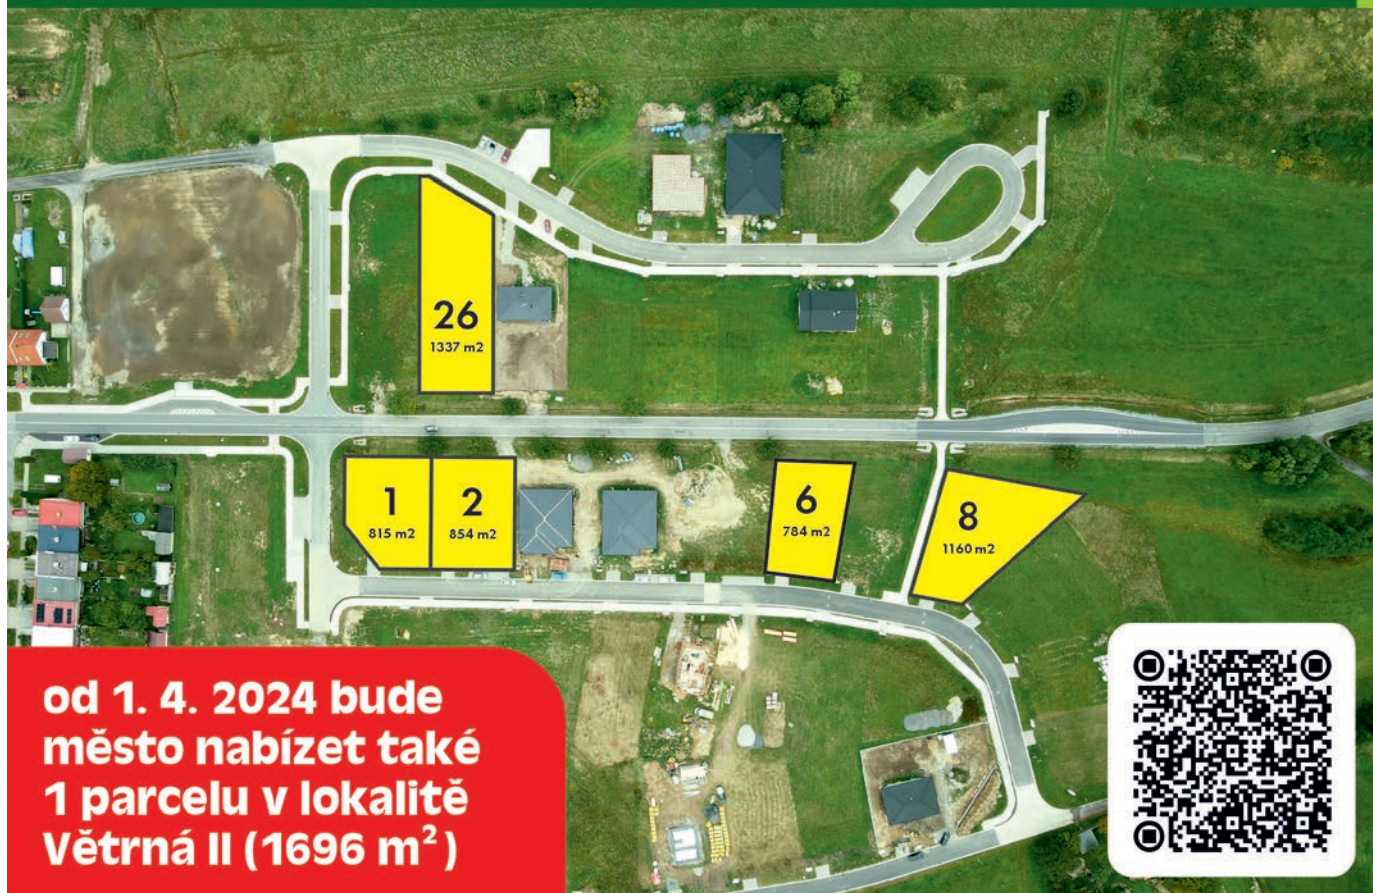 26
1337 m2
1
815 m2
2
854 m2
6
784 m2
8
1160 m2
od 1. 4. 2024 bude
město nabízet také
1 parcelu v lokalitě
Větrná II (1696 m²)